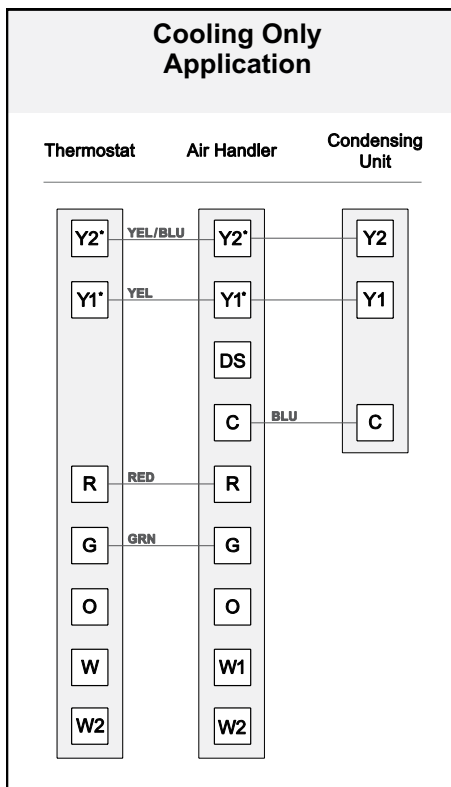 Cooling Only
Application
Thermostat Air Handler Condensing
Unit
Y2* YEL/BLU Y2* Y2
Y1* YEL Y1* Y1
DS
C BLU C
R RED R
G GRN G
O O
W W1
W2 W2